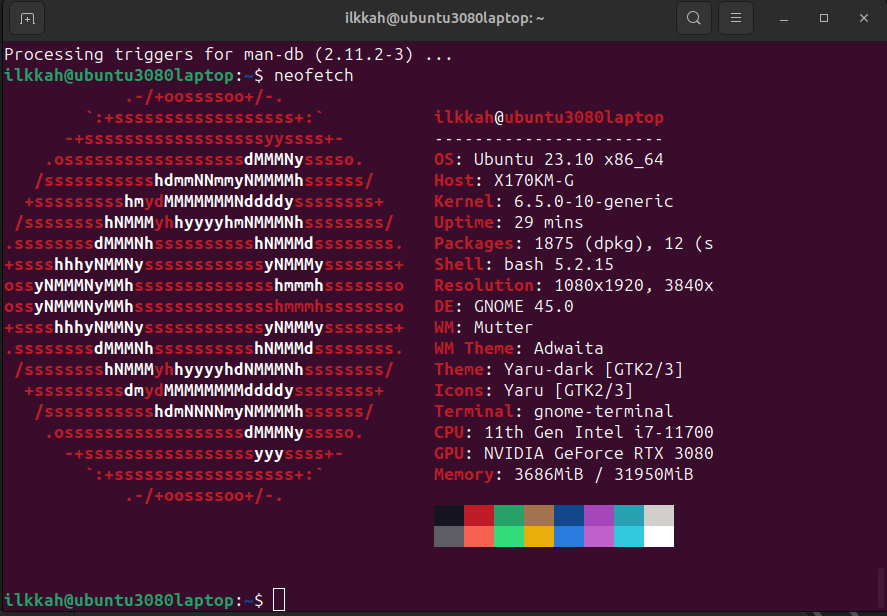 ilkkah@ubuntu3080laptop: ~
Processing triggers for man-db (2.11.2-3) ...
ilkkah@ubuntu3080laptop:~$ neofetch
.-/+oossssoo+/-.
`:+ssssssssssssssssss+:`
ilkkah@ubuntu3080laptop
-+ssssssssssssssssssyyssss+-
-----------------------
.ossssssssssssssssssdMMMNysssso.
OS: Ubuntu 23.10 x86_64
/ssssssssssshdmmNNmmyNMMMMhssssss/
Host: X170KM-G
+sssssssssshmydMMMMMMMNddddyssssssss+
Kernel: 6.5.0-10-generic
/sssssssshNMMMyhhyyyyhmNMMMNhssssssss/
Uptime: 29 mins
.ssssssssdMMMNhsssssssssshNMMMdssssssss.
Packages: 1875 (dpkg), 12 (s
+sssshhhyNMMNyssssssssssssyNMMMysssssss+
Shell: bash 5.2.15
ossyNMMMNyMMhsssssssssssssshmmmhssssssso
Resolution: 1080x1920, 3840x
ossyNMMMNyMMhsssssssssssssshmmmhssssssso
DE: GNOME 45.0
+sssshhhyNMMNyssssssssssssyNMMMysssssss+
WM: Mutter
.ssssssssdMMMNhsssssssssshNMMMdssssssss.
WM Theme: Adwaita
/sssssssshNMMMyhhyyyyhdNMMMNhssssssss/
Theme: Yaru-dark [GTK2/3]
+sssssssssdmydMMMMMMMMddddyssssssss+
Icons: Yaru [GTK2/3]
/ssssssssssshdmNNNNmyNMMMMhssssss/
Terminal: gnome-terminal
.ossssssssssssssssssdMMMNysssso.
CPU: 11th Gen Intel i7-11700
-+sssssssssssssssssyyyssss+-
GPU: NVIDIA GeForce RTX 3080
`:+ssssssssssssssssss+:`
Memory: 3686MiB / 31950MiB
.-/+oossssoo+/-.
ilkkah@ubuntu3080laptop:~$